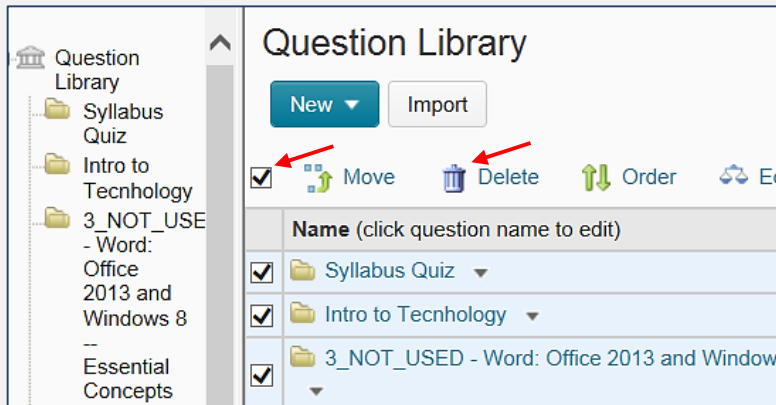 Question
Library
Syllabus
Quiz
Intro to
Tecnhology
3_NOT_USE
- Word:
Office
2013 and
Windows 8
--
Essential
Concepts
Question Library
New Import
Move Delete Order
Name (click question name to edit)
Syllabus Quiz
Intro to Tecnhology
3_NOT_USED - Word: Office 2013 and Window